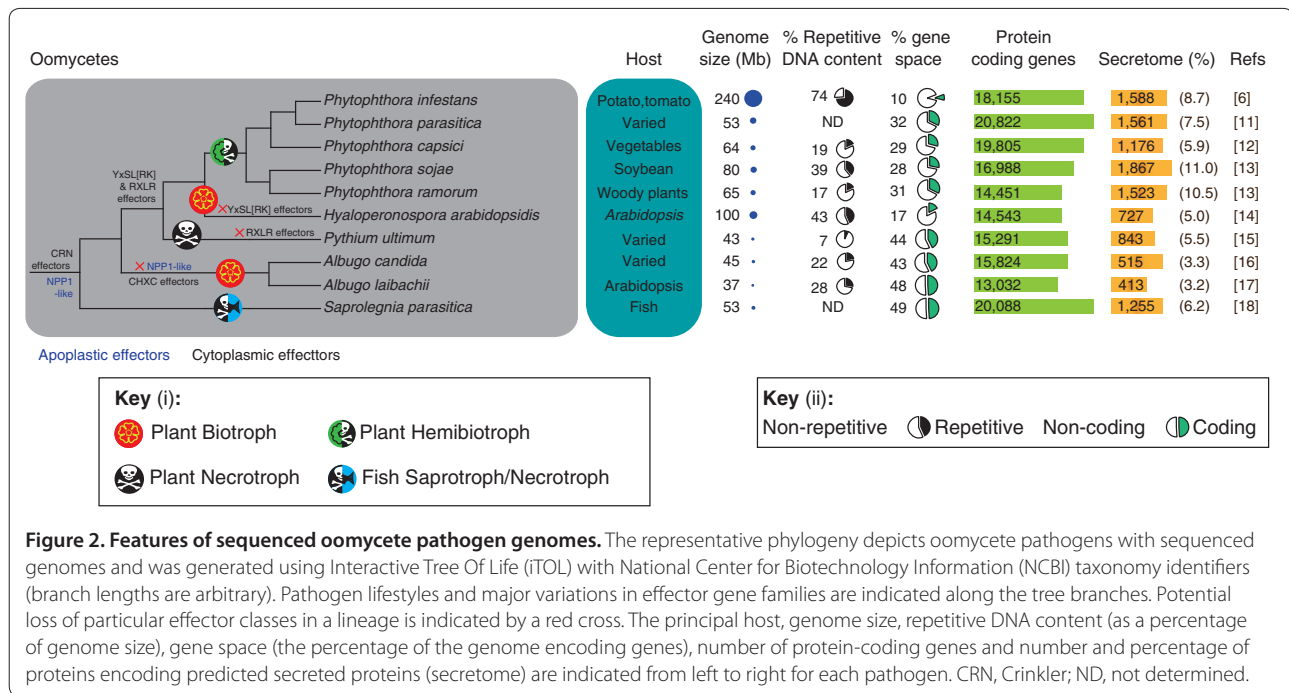 Oomycetes
Host
Genome size (Mb)
% Repetitive DNA content
% gene space
Protein coding genes
Secretome (%)
Refs
Phytophthora infestans Potato,tomato 240 74 10 18,155 1,588 (8.7) [6]
Phytophthora parasitica Varied 53 ND 32 20,822 1,561 (7.5) [11]
Phytophthora capsici Vegetables 64 19 29 19,805 1,176 (5.9) [12]
Phytophthora sojae Soybean 80 39 28 16,988 1,867 (11.0) [13]
Phytophthora ramorum Woody plants 65 17 31 14,451 1,523 (10.5) [13]
Hyaloperonospora arabidopsidis Arabidopsis 100 43 17 14,543 727 (5.0) [14]
Pythium ultimum Varied 43 7 44 15,291 843 (5.5) [15]
Albugo candida Varied 45 22 43 15,824 515 (3.3) [16]
Albugo laibachii Arabidopsis 37 28 48 13,032 413 (3.2) [17]
Saprolegnia parasitica Fish 53 ND 49 20,088 1,255 (6.2) [18]
YxSL[RK]
& RXLR
effectors
YxSL[RK] effectors
RXLR effectors
CRN
effectors
NPP1
-like
NPP1-like
CHXC effectors
Apoplastic effectors Cytoplasmic effecttors
Key (i):
Plant Biotroph Plant Hemibiotroph
Plant Necrotroph Fish Saprotroph/Necrotroph
Key (ii):
Non-repetitive Repetitive Non-coding Coding
Figure 2. Features of sequenced oomycete pathogen genomes. The representative phylogeny depicts oomycete pathogens with sequenced
genomes and was generated using Interactive Tree Of Life (iTOL) with National Center for Biotechnology Information (NCBI) taxonomy identifiers
(branch lengths are arbitrary). Pathogen lifestyles and major variations in effector gene families are indicated along the tree branches. Potential
loss of particular effector classes in a lineage is indicated by a red cross. The principal host, genome size, repetitive DNA content (as a percentage
of genome size), gene space (the percentage of the genome encoding genes), number of protein-coding genes and number and percentage of
proteins encoding predicted secreted proteins (secretome) are indicated from left to right for each pathogen. CRN, Crinkler; ND, not determined.